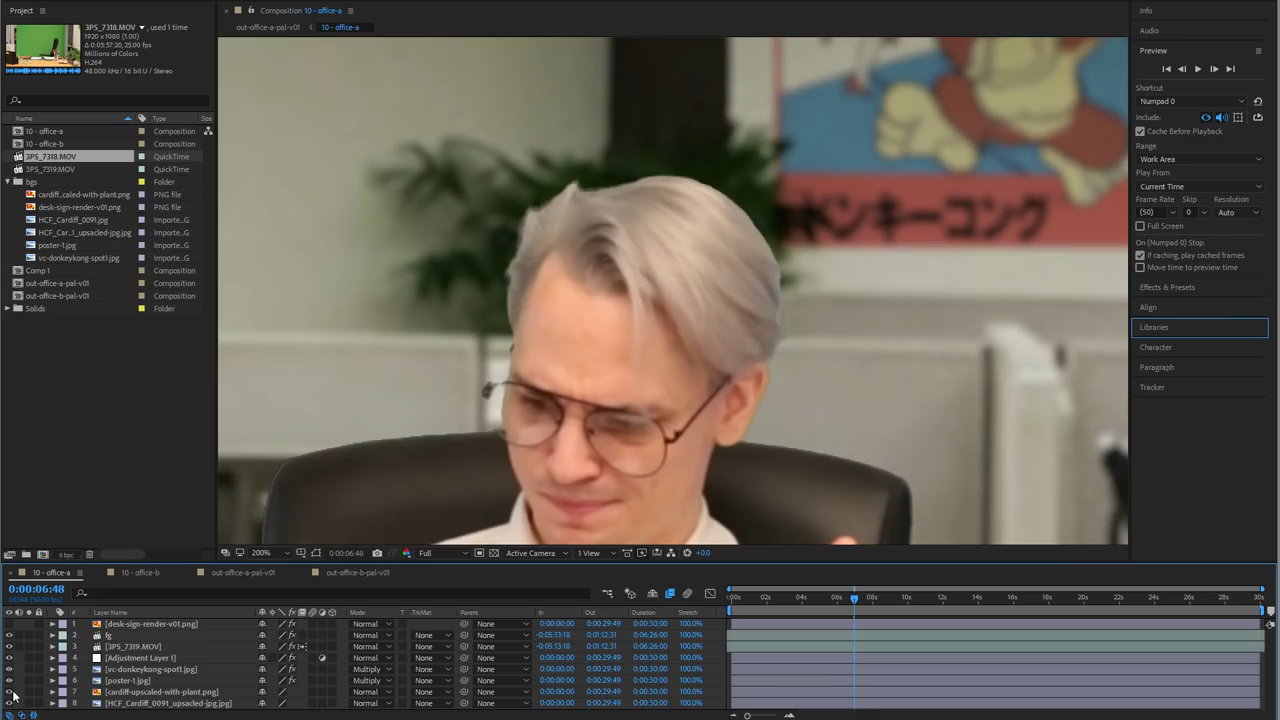 Project
3PS_7318.MOV , used 1 time
1920 x 1080 (1.00)
Δ 0:05:57:20, 25.00 fps
Millions of Colors
H.264
48.000 kHz / 16 bit U / Stereo
Name Type Size
10 - office-a Composition
10 - office-b Composition
3PS_7318.MOV QuickTime
3PS_7319.MOV QuickTime
bgs Folder
cardiff...caled-with-plant.png PNG file
desk-sign-render-v01.png PNG file
HCF_Cardiff_0091.jpg Importe...G
HCF_Car...1_upsacled-jpg.jpg Importe...G
poster-1.jpg Importe...G
vc-donkeykong-spot1.jpg Importe...G
Comp 1 Composition
out-office-a-pal-v01 Composition
out-office-b-pal-v01 Composition
Solids Folder
8 bpc
Composition 10 - office-a
out-office-a-pal-v01 10 - office-a
ンキーコング
200% 0:00:06:48 Full Active Camera 1 View +0.0
Info
Audio
Preview
Shortcut
Numpad 0
Include:
Cache Before Playback
Range
Work Area
Play From
Current Time
Frame Rate Skip Resolution
(50) 0 Auto
Full Screen
On (Numpad 0) Stop:
If caching, play cached frames
Move time to preview time
Effects & Presets
Align
Libraries
Character
Paragraph
Tracker
10 - office-a 10 - office-b out-office-a-pal-v01 out-office-b-pal-v01
0:00:06:48
00348 (50.00 fps)
# Layer Name Mode T .TrkMat Parent In Out Duration Stretch
:00s 02s 04s 06s 08s 10s 12s 14s 16s 18s 20s 22s 24s 26s 28s 30s
1 [desk-sign-render-v01.png] Normal None 0:00:00:00 0:00:29:49 0:00:30:00 100.0%
2 fg Normal None None -0:05:13:18 0:01:12:31 0:06:26:00 100.0%
3 [3PS_7319.MOV] Normal None None -0:05:13:18 0:01:12:31 0:06:26:00 100.0%
4 [Adjustment Layer 1] Normal None None 0:00:00:00 0:00:29:49 0:00:30:00 100.0%
5 [vc-donkeykong-spot1.jpg] Multiply None None 0:00:00:00 0:00:29:49 0:00:30:00 100.0%
6 [poster-1.jpg] Multiply None None 0:00:00:00 0:00:29:49 0:00:30:00 100.0%
7 [cardiff-upscaled-with-plant.png] Normal None None 0:00:00:00 0:00:29:49 0:00:30:00 100.0%
8 [HCF_Cardiff_0091_upsacled-jpg.jpg] Normal None None 0:00:00:00 0:00:29:49 0:00:30:00 100.0%